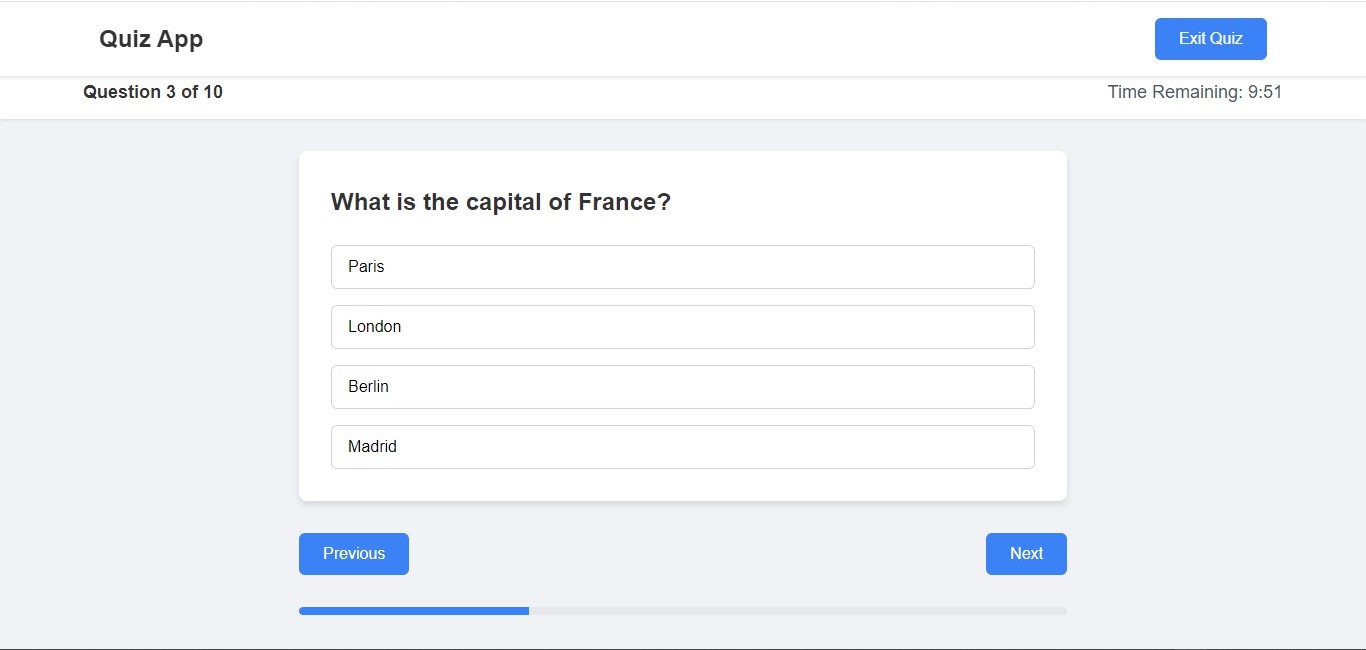 Quiz App
Exit Quiz
Question 3 of 10
Time Remaining: 9:51
What is the capital of France?
Paris
London
Berlin
Madrid
Previous
Next